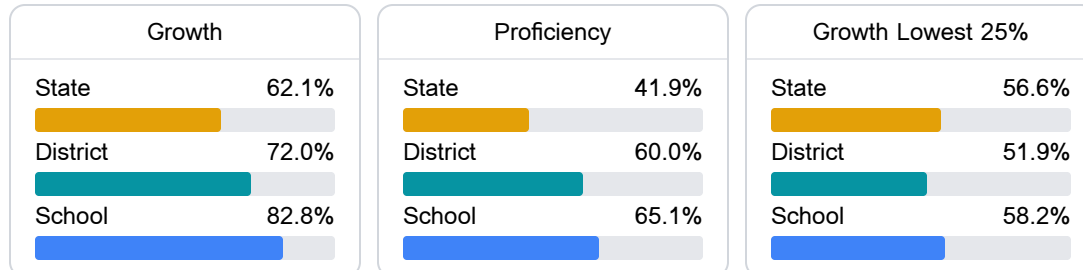 Growth
State 62.1%
District 72.0%
School 82.8%
Proficiency
State 41.9%
District 60.0%
School 65.1%
Growth Lowest 25%
State 56.6%
District 51.9%
School 58.2%